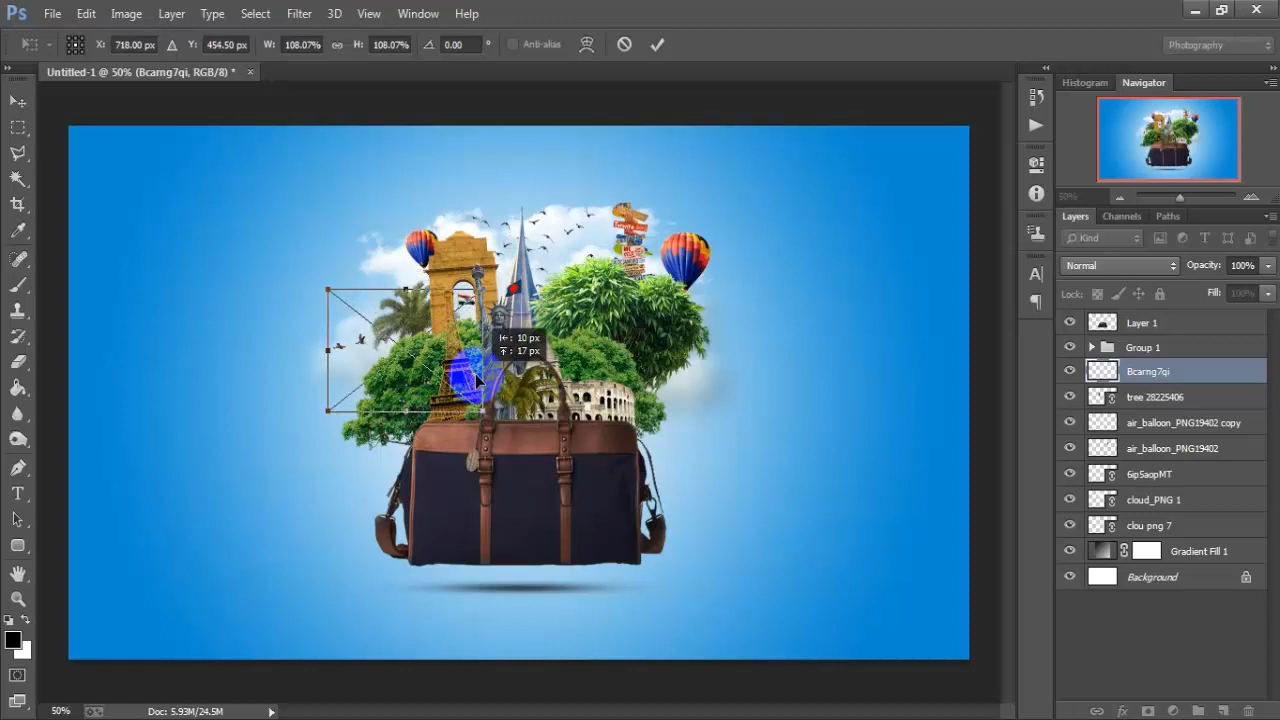 Ps File Edit Image Layer Type Select Filter 3D View Window Help
X: 718.00 px Y: 454.50 px W: 108.07% H: 108.07% 0.00 ° Anti-alias Photography
Untitled-1 @ 50% (Bcarng7qi, RGB/8) * ×
Histogram Navigator
50%
Layers Channels Paths
Kind
Normal Opacity: 100%
Lock: Fill: 100%
Layer 1
Group 1
Bcarng7qi
tree 28225406
air_balloon_PNG19402 copy
air_balloon_PNG19402
6ip5aopMT
cloud_PNG 1
clou png 7
Gradient Fill 1
Background
10 px
17 px
50% Doc: 5.93M/24.5M